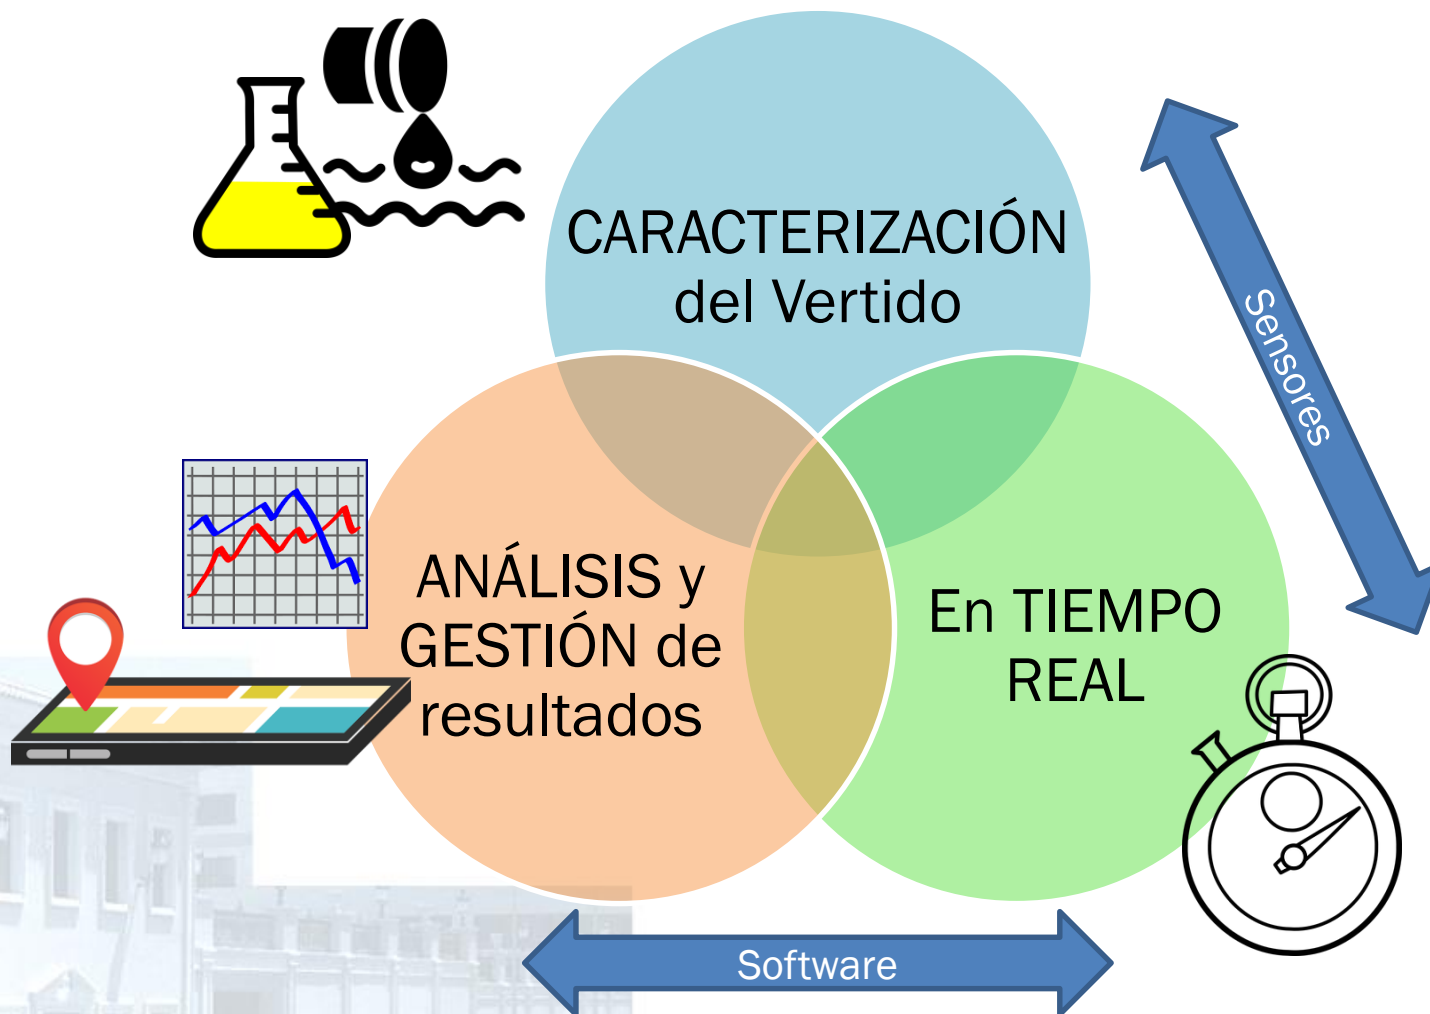 CARACTERIZACIÓN
del Vertido
Sensores
ANÁLISIS y
GESTIÓN de
resultados
En TIEMPO
REAL
Software